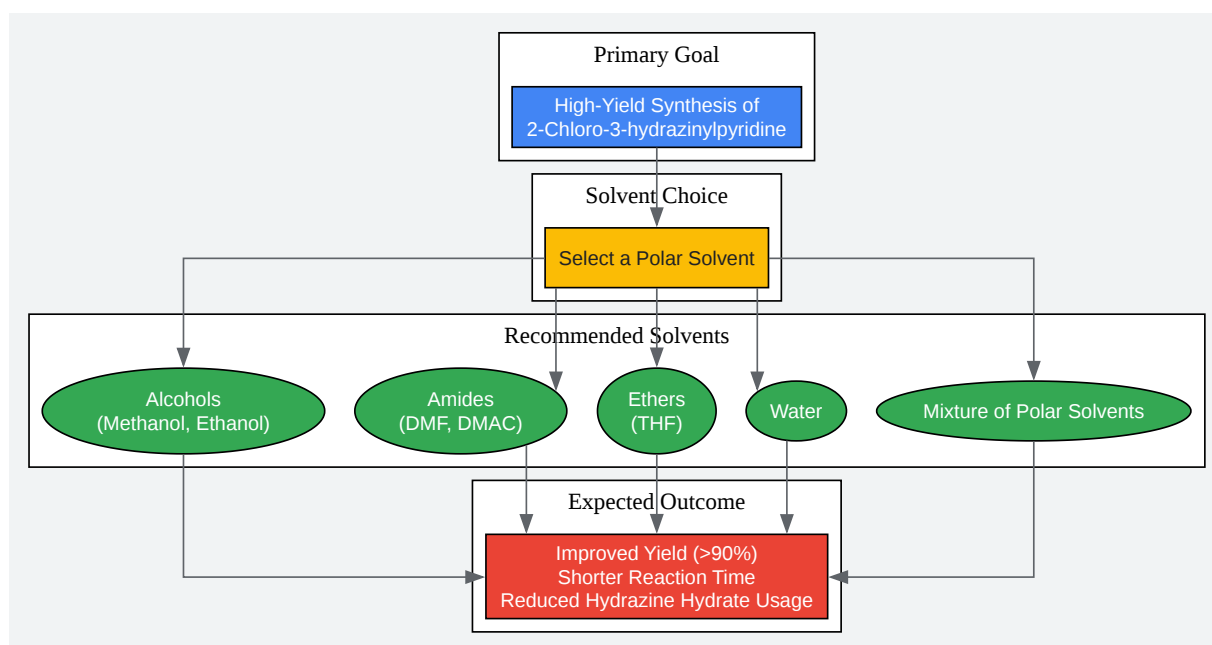 Primary Goal
High-Yield Synthesis of
2-Chloro-3-hydrazinylpyridine
Solvent Choice
Select a Polar Solvent
Recommended Solvents
Alcohols
(Methanol, Ethanol)
Amides
(DMF, DMAC)
Ethers
(THF)
Water
Mixture of Polar Solvents
Expected Outcome
Improved Yield (>90%)
Shorter Reaction Time
Reduced Hydrazine Hydrate Usage